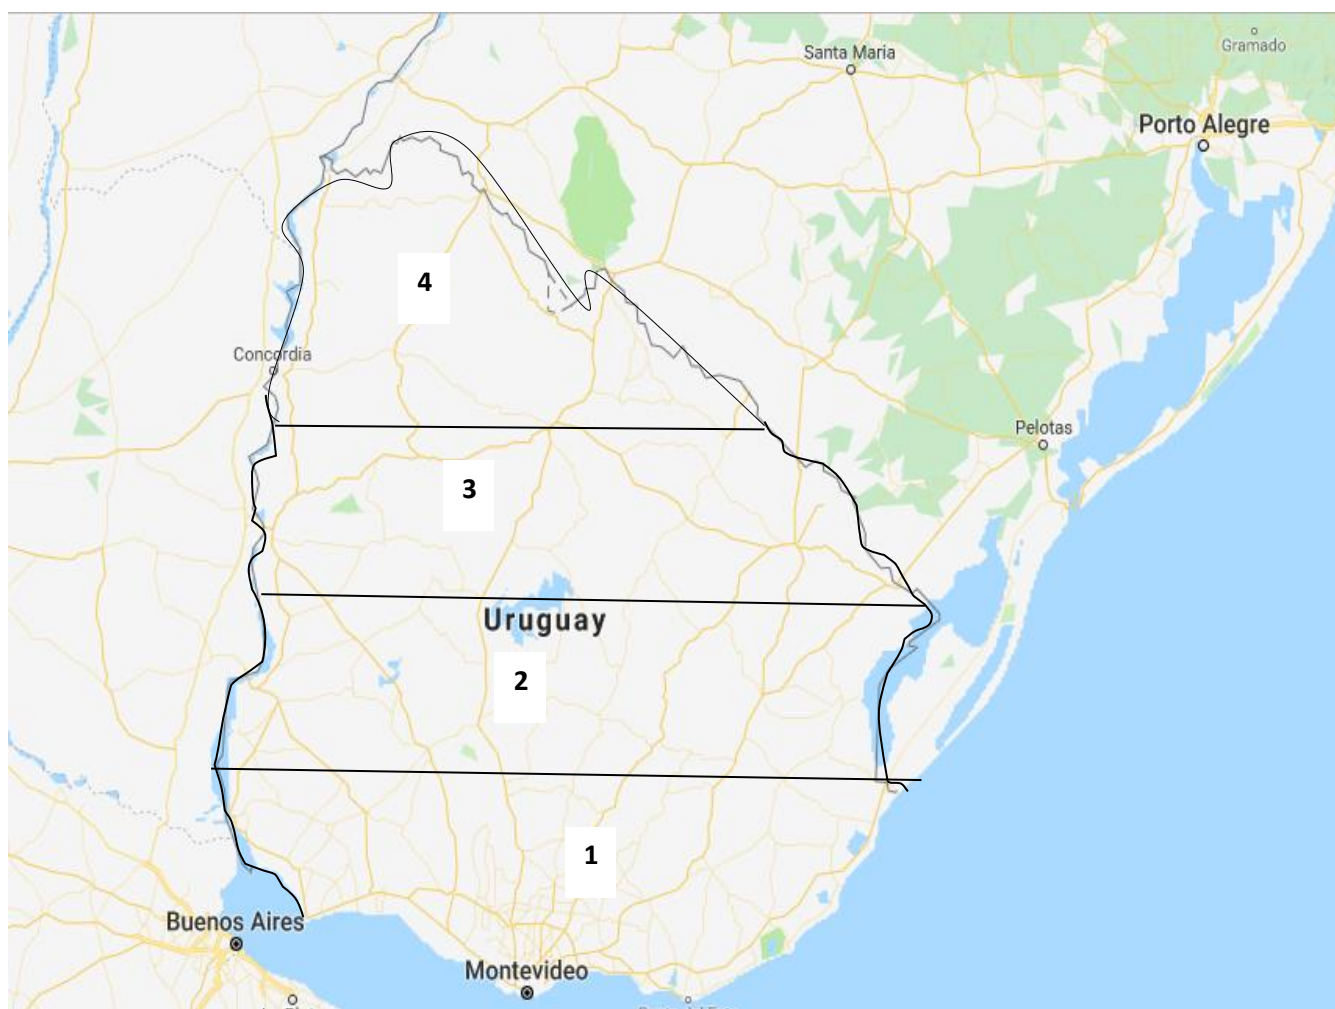 Gramado
Santa Maria
Porto Alegre
4
Concordia
Pelotas
3
Uruguay
2
1
Buenos Aires
Montevideo